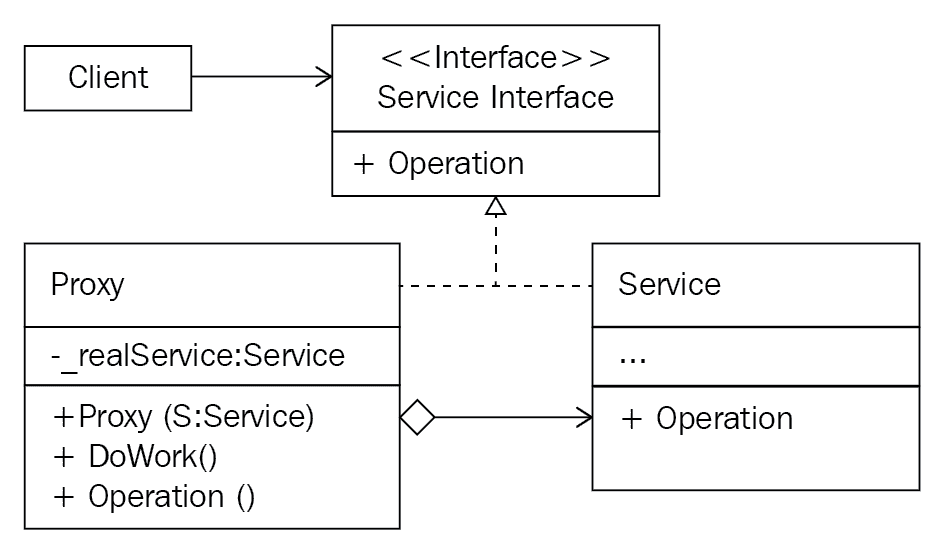 Client
<<Interface>>
Service Interface
+ Operation
Proxy
-_realService:Service
+Proxy (S:Service)
+ DoWork()
+ Operation ()
Service
...
+ Operation